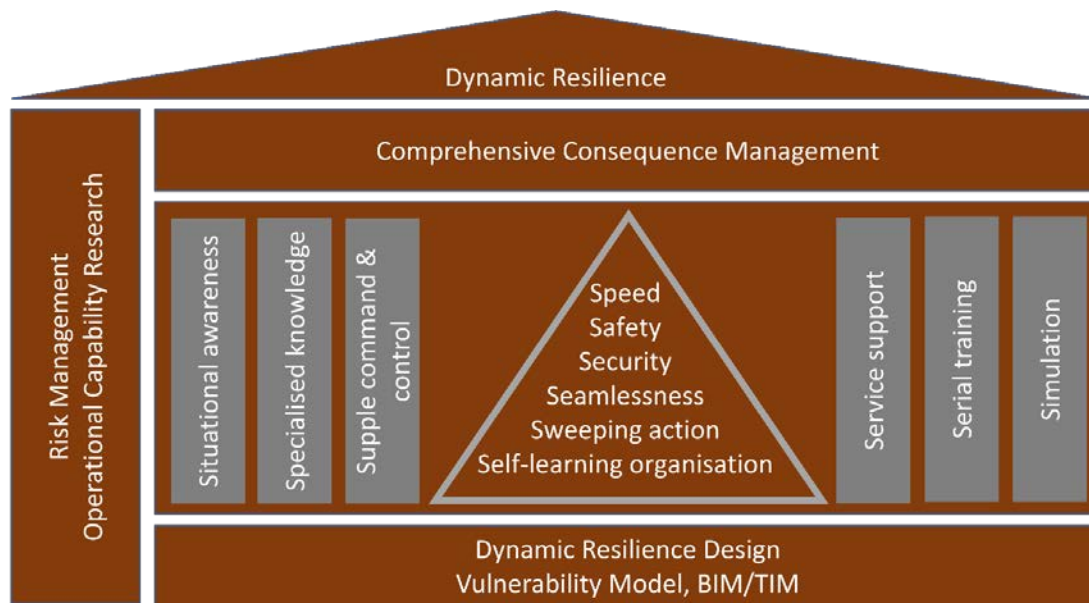 Dynamic Resilience
Comprehensive Consequence Management
Risk Management
Operational Capability Research
Situational awareness
Specialised knowledge
Supple command &
control
Speed
Safety
Security
Seamlessness
Sweeping action
Self-learning organisation
Service support
Serial training
Simulation
Dynamic Resilience Design
Vulnerability Model, BIM/TIM